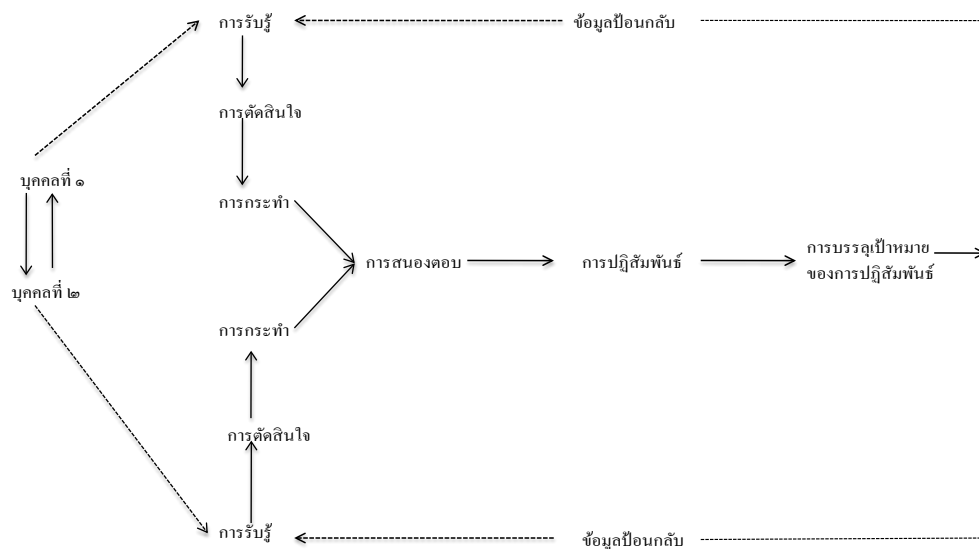 การรับรู้
ข้อมูลป้อนกลับ
การตัดสินใจ
บุคคลที่ ๑
การกระทำ
การสนองตอบ
การปฏิสัมพันธ์
การบรรลุเป้าหมาย
ของการปฏิสัมพันธ์
บุคคลที่ ๒
การกระทำ
การตัดสินใจ
การรับรู้
ข้อมูลป้อนกลับ